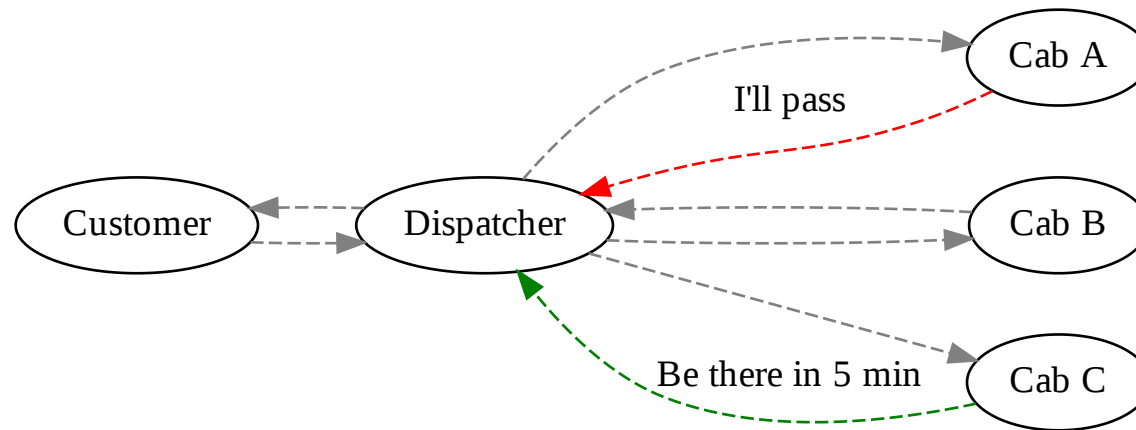 Cab A
I'll pass
Customer
Dispatcher
Cab B
Be there in 5 min
Cab C